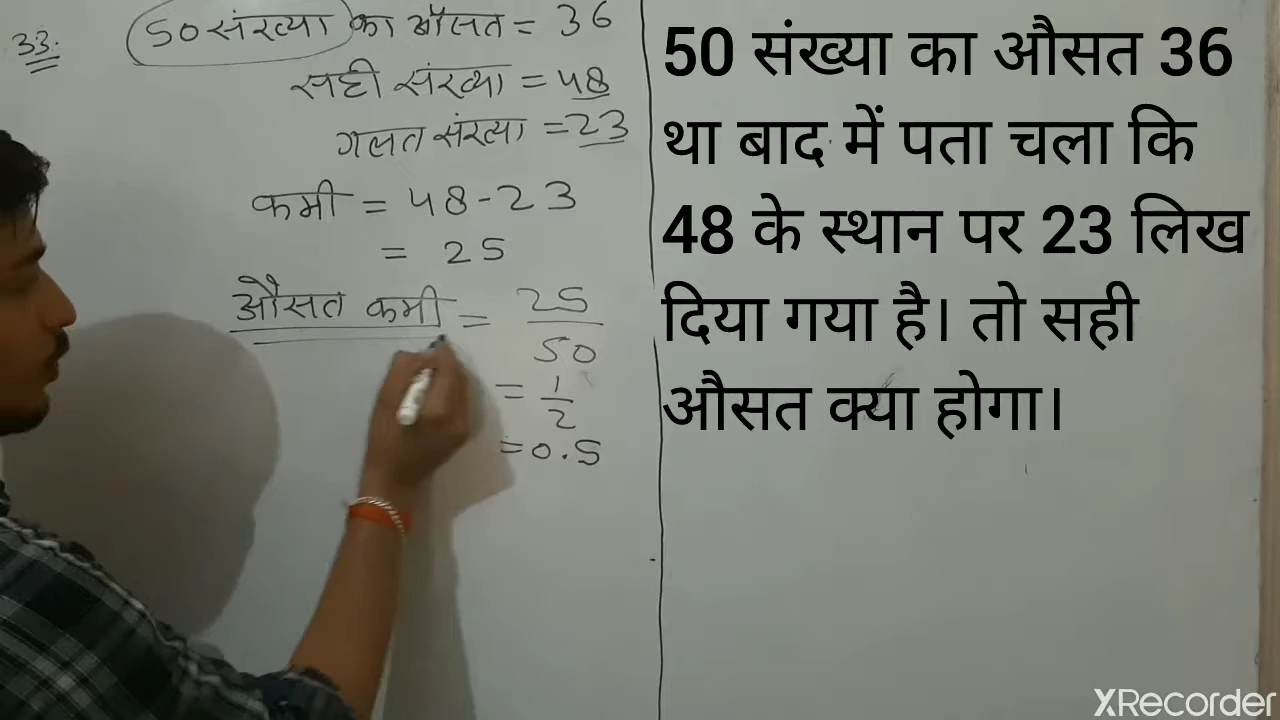 33.
50 संख्या का औसत = 36
सही संख्या = 48
गलत संख्या = 23
कमी = 48-23
= 25
औसत कमी = 25
50
= 1
2
= 0.5
50 संख्या का औसत 36
था बाद में पता चला कि
48 के स्थान पर 23 लिख
दिया गया है। तो सही
औसत क्या होगा।
XRecorder